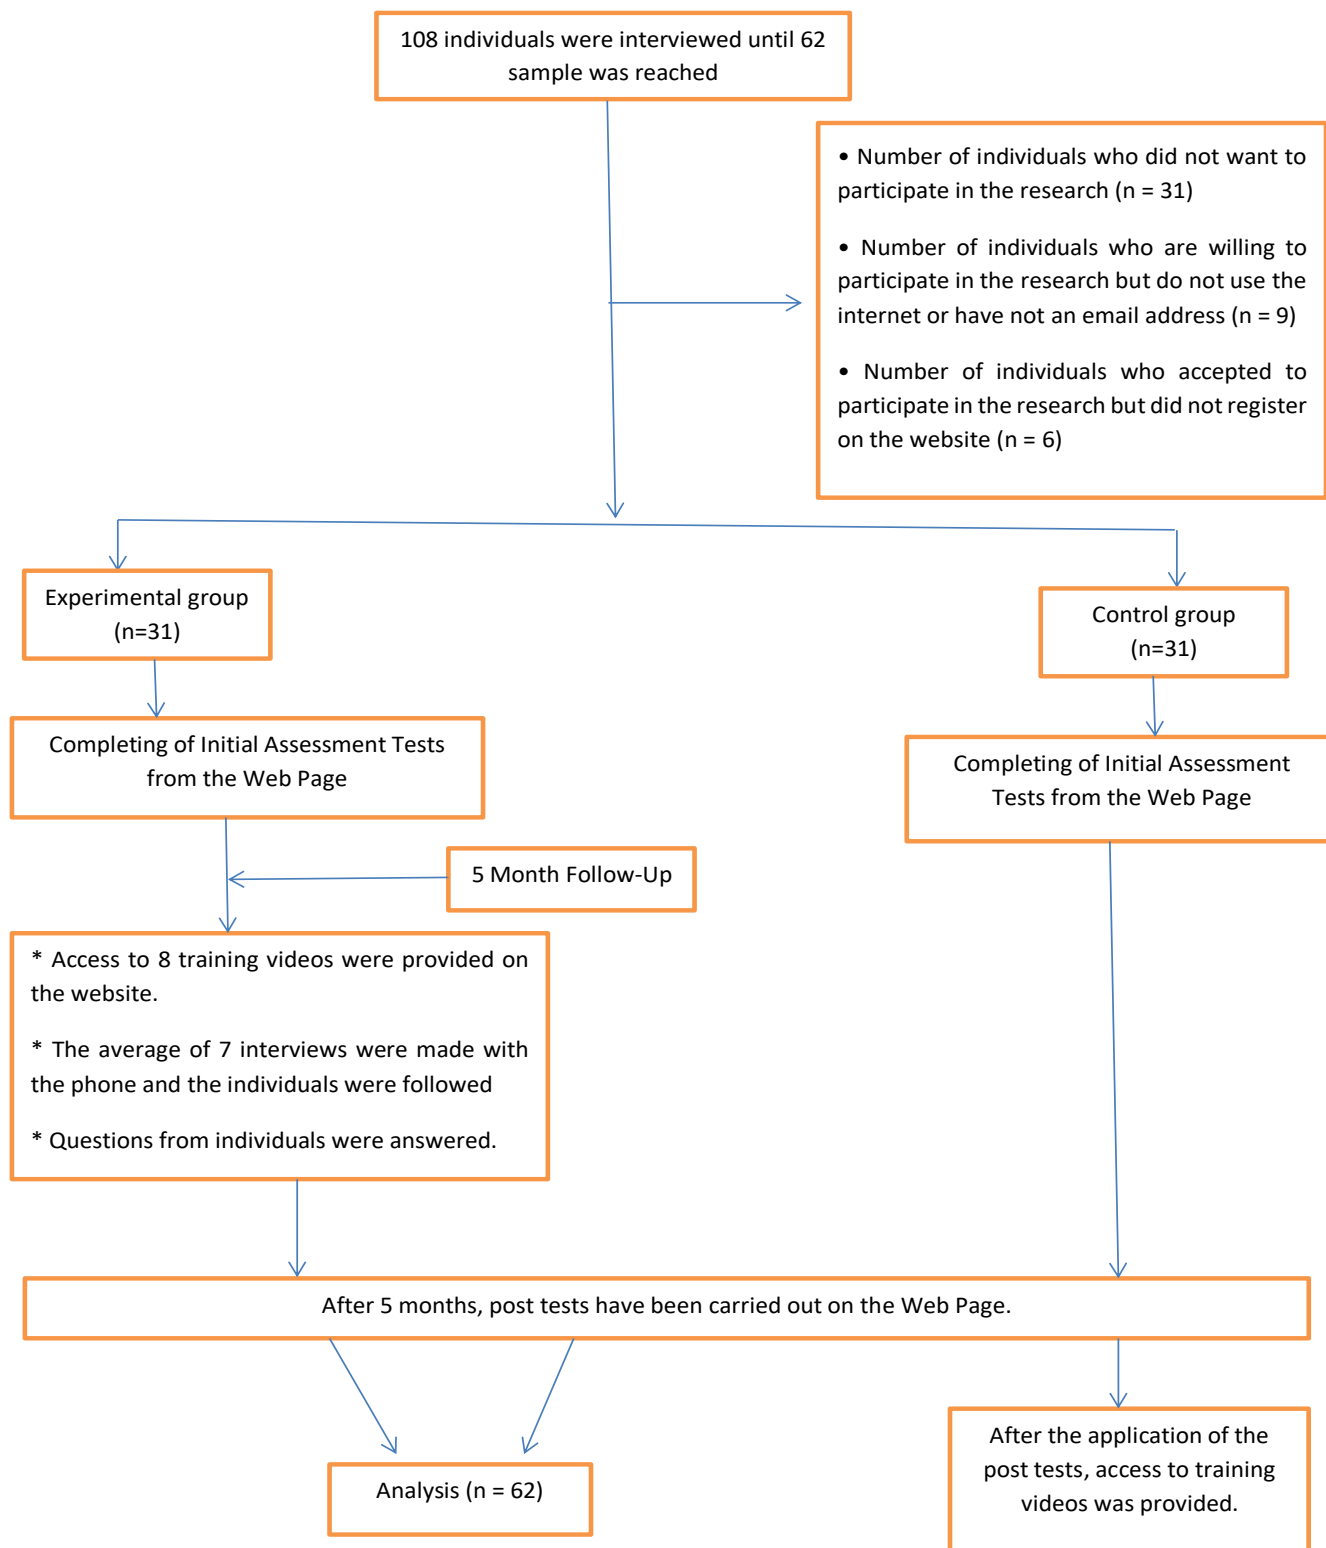 108 individuals were interviewed until 62
sample was reached
• Number of individuals who did not want to
participate in the research (n = 31)
• Number of individuals who are willing to
participate in the research but do not use the
internet or have not an email address (n = 9)
• Number of individuals who accepted to
participate in the research but did not register
on the website (n = 6)
Experimental group
(n=31)
Control group
(n=31)
Completing of Initial Assessment Tests
from the Web Page
Completing of Initial Assessment
Tests from the Web Page
5 Month Follow-Up
* Access to 8 training videos were provided on
the website.
* The average of 7 interviews were made with
the phone and the individuals were followed
* Questions from individuals were answered.
After 5 months, post tests have been carried out on the Web Page.
Analysis (n = 62)
After the application of the
post tests, access to training
videos was provided.